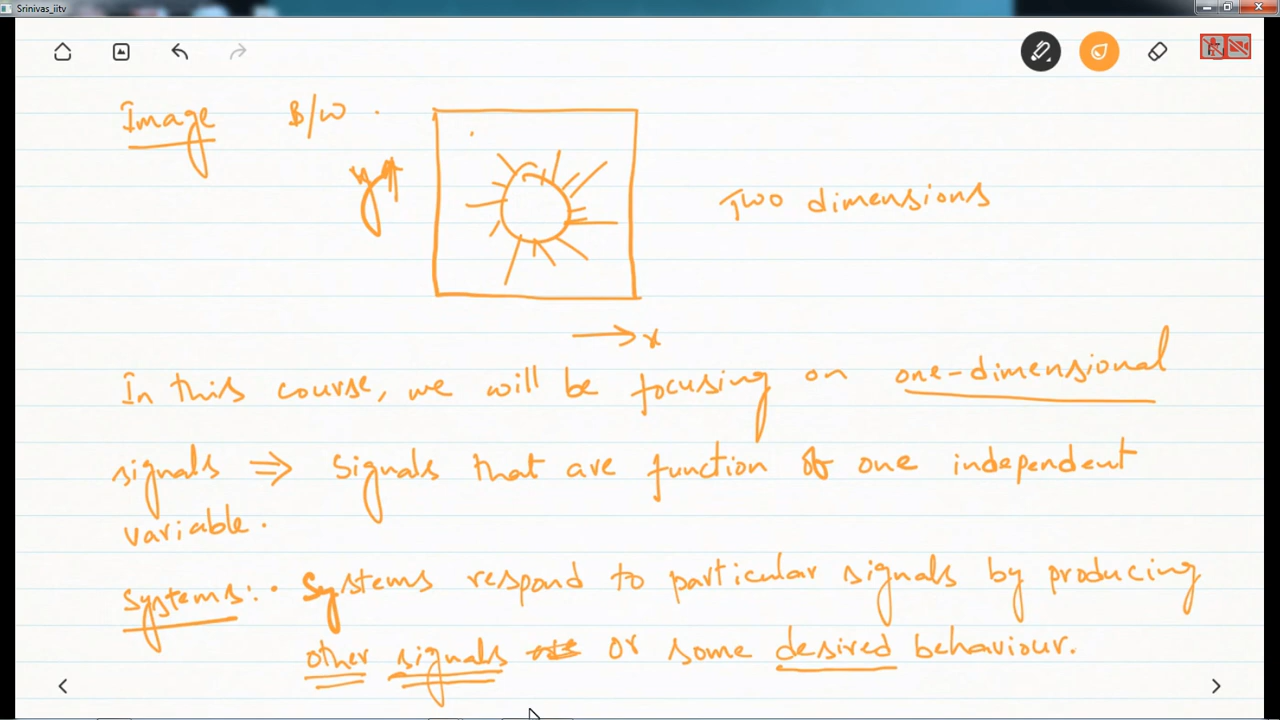 Srinivas_iitv
Image B/W .
y
Two dimensions
x
In this course, we will be focusing on one-dimensional
signals ⇒ Signals that are function of one independent
variable.
Systems:· Systems respond to particular signals by producing
other signals or some desired behaviour.